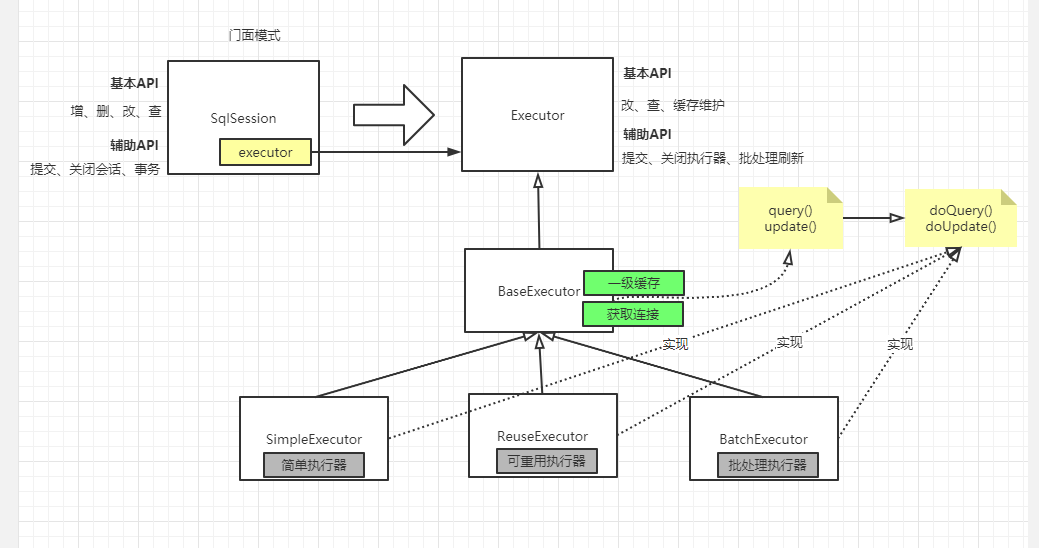 门面模式
基本API
增、删、改、查
辅助API
提交、关闭会话、事务
SqlSession
executor
Executor
基本API
改、查、缓存维护
辅助API
提交、关闭执行器、批处理刷新
query()
update()
doQuery()
doUpdate()
BaseExecutor
一级缓存
获取连接
实现
实现
实现
SimpleExecutor
简单执行器
ReuseExecutor
可重用执行器
BatchExecutor
批处理执行器